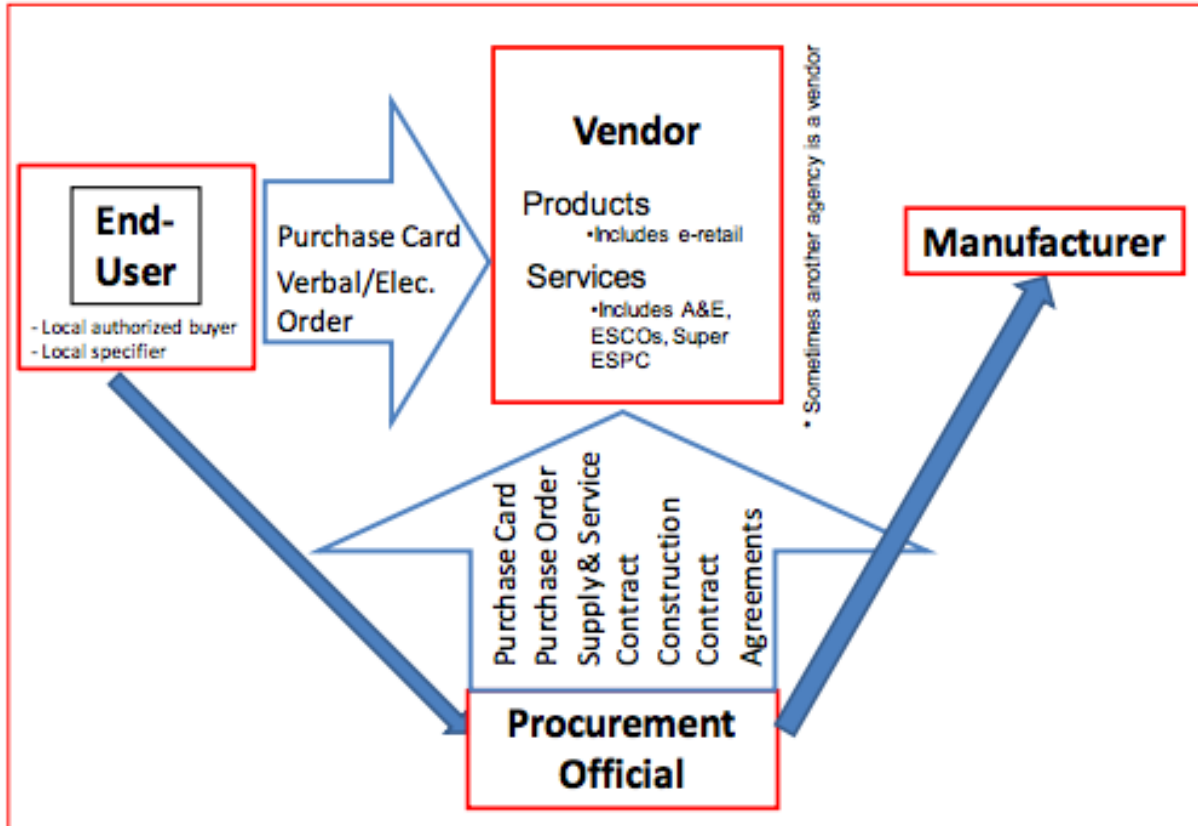 End-
User
- Local authorized buyer
- Local specifier
Purchase Card
Verbal/Elec.
Order
Vendor
Products
•Includes e-retail
Services
•Includes A&E,
ESCOs, Super
ESPC
* Sometimes another agency is a vendor
Manufacturer
Purchase Card
Purchase Order
Supply& Service
Contract
Construction
Contract
Agreements
Procurement
Official